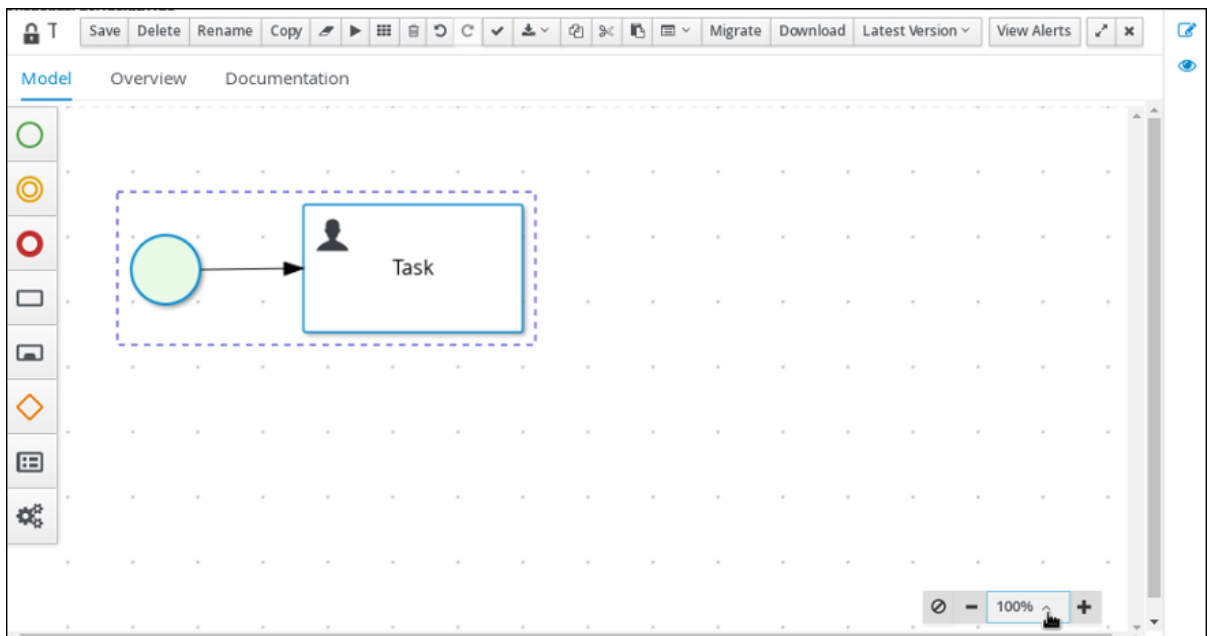 T Save Delete Rename Copy Migrate Download Latest Version View Alerts
Model Overview Documentation
Task
100%